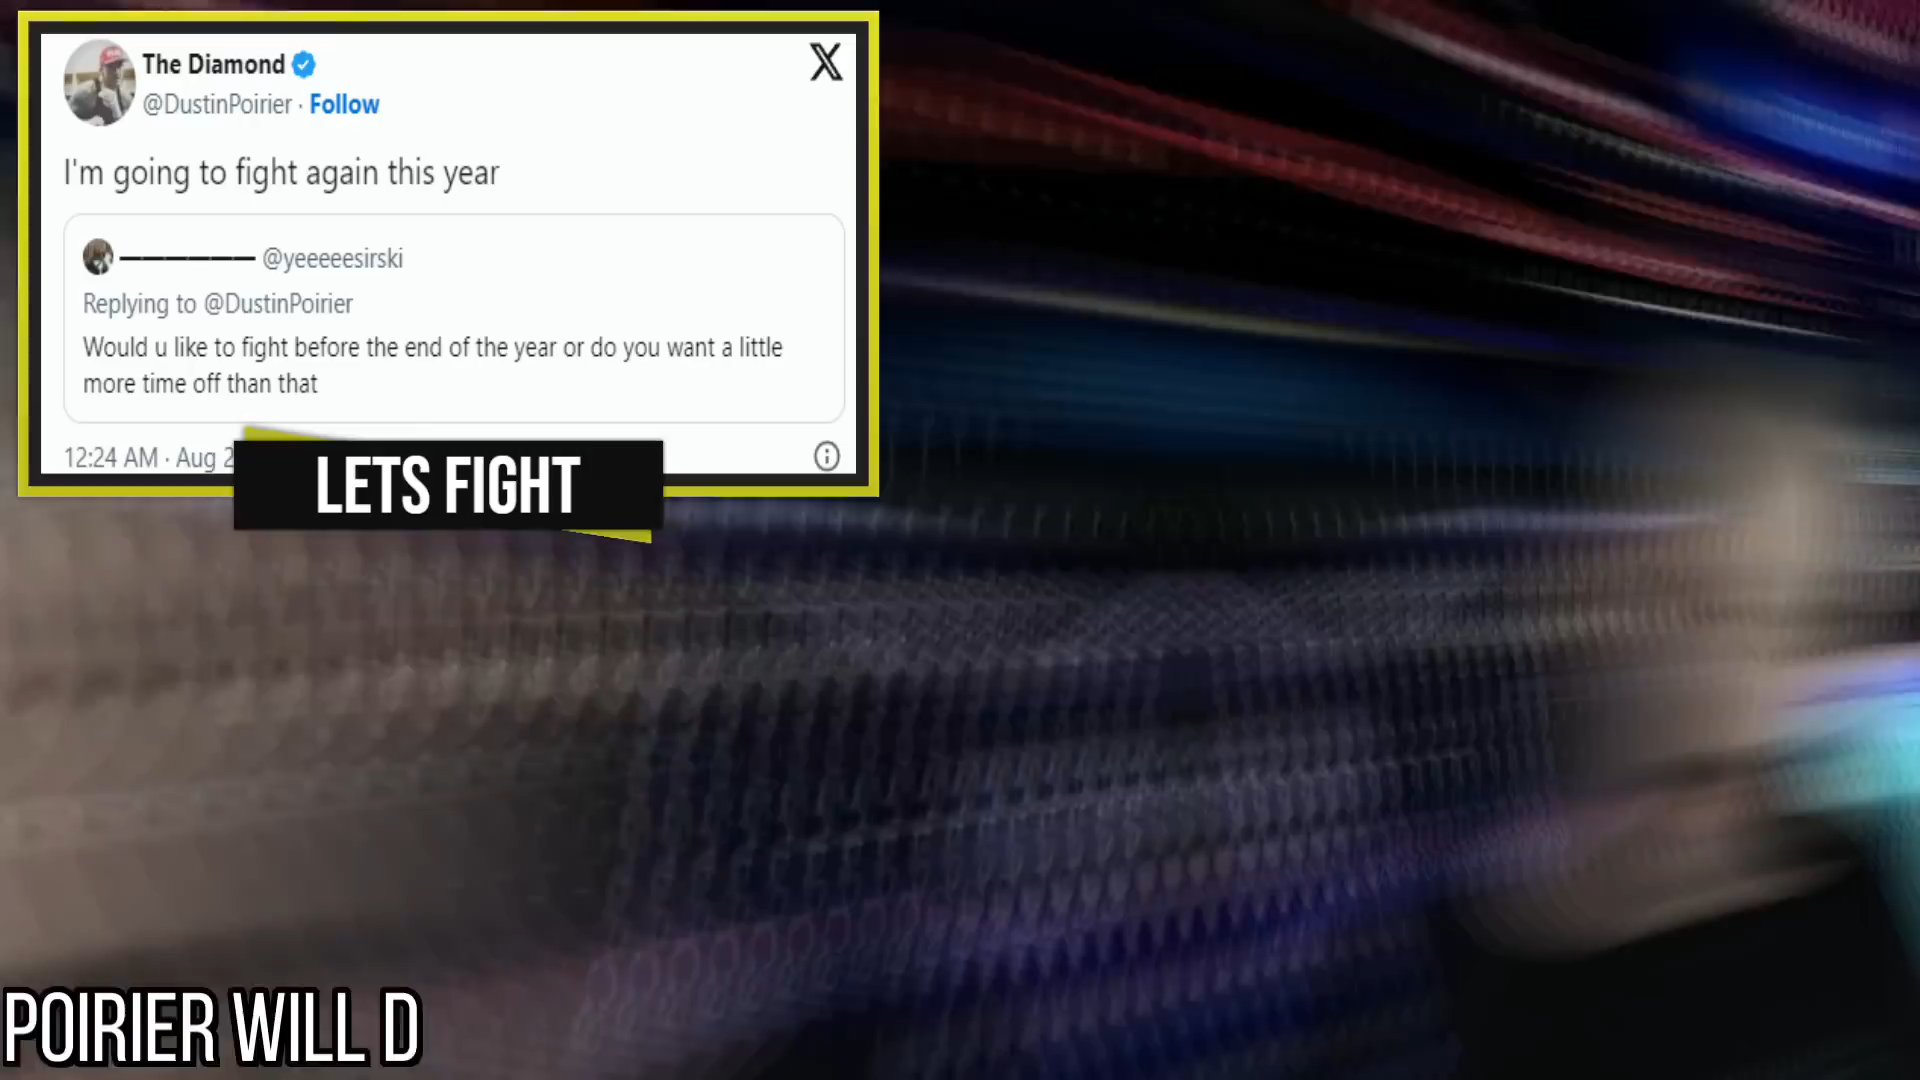 The Diamond
@DustinPoirier · Follow
I'm going to fight again this year
@yeeeeesirski
Replying to @DustinPoirier
Would u like to fight before the end of the year or do you want a little
more time off than that
12:24 AM · Aug 2
LETS FIGHT
POIRIER WILL D